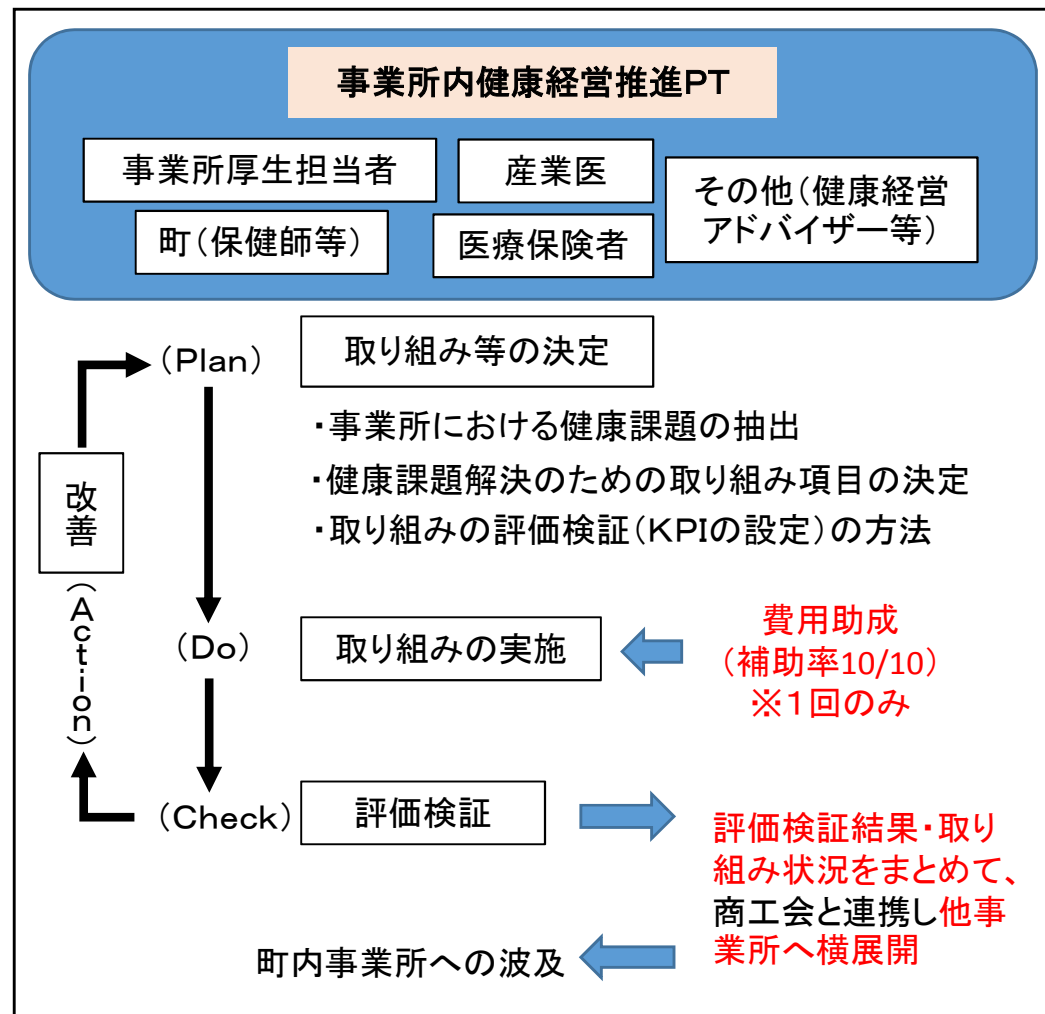 事業所内健康経営推進PT
事業所厚生担当者
産業医
その他(健康経営
アドバイザー等)
町(保健師等)
医療保険者
(Plan)
取り組み等の決定
・事業所における健康課題の抽出
・健康課題解決のための取り組み項目の決定
・取り組みの評価検証(KPIの設定)の方法
改善
(Action)
(Do)
取り組みの実施
費用助成
(補助率10/10)
※1回のみ
(Check)
評価検証
評価検証結果・取り
組み状況をまとめて、
商工会と連携し他事
業所へ横展開
町内事業所への波及